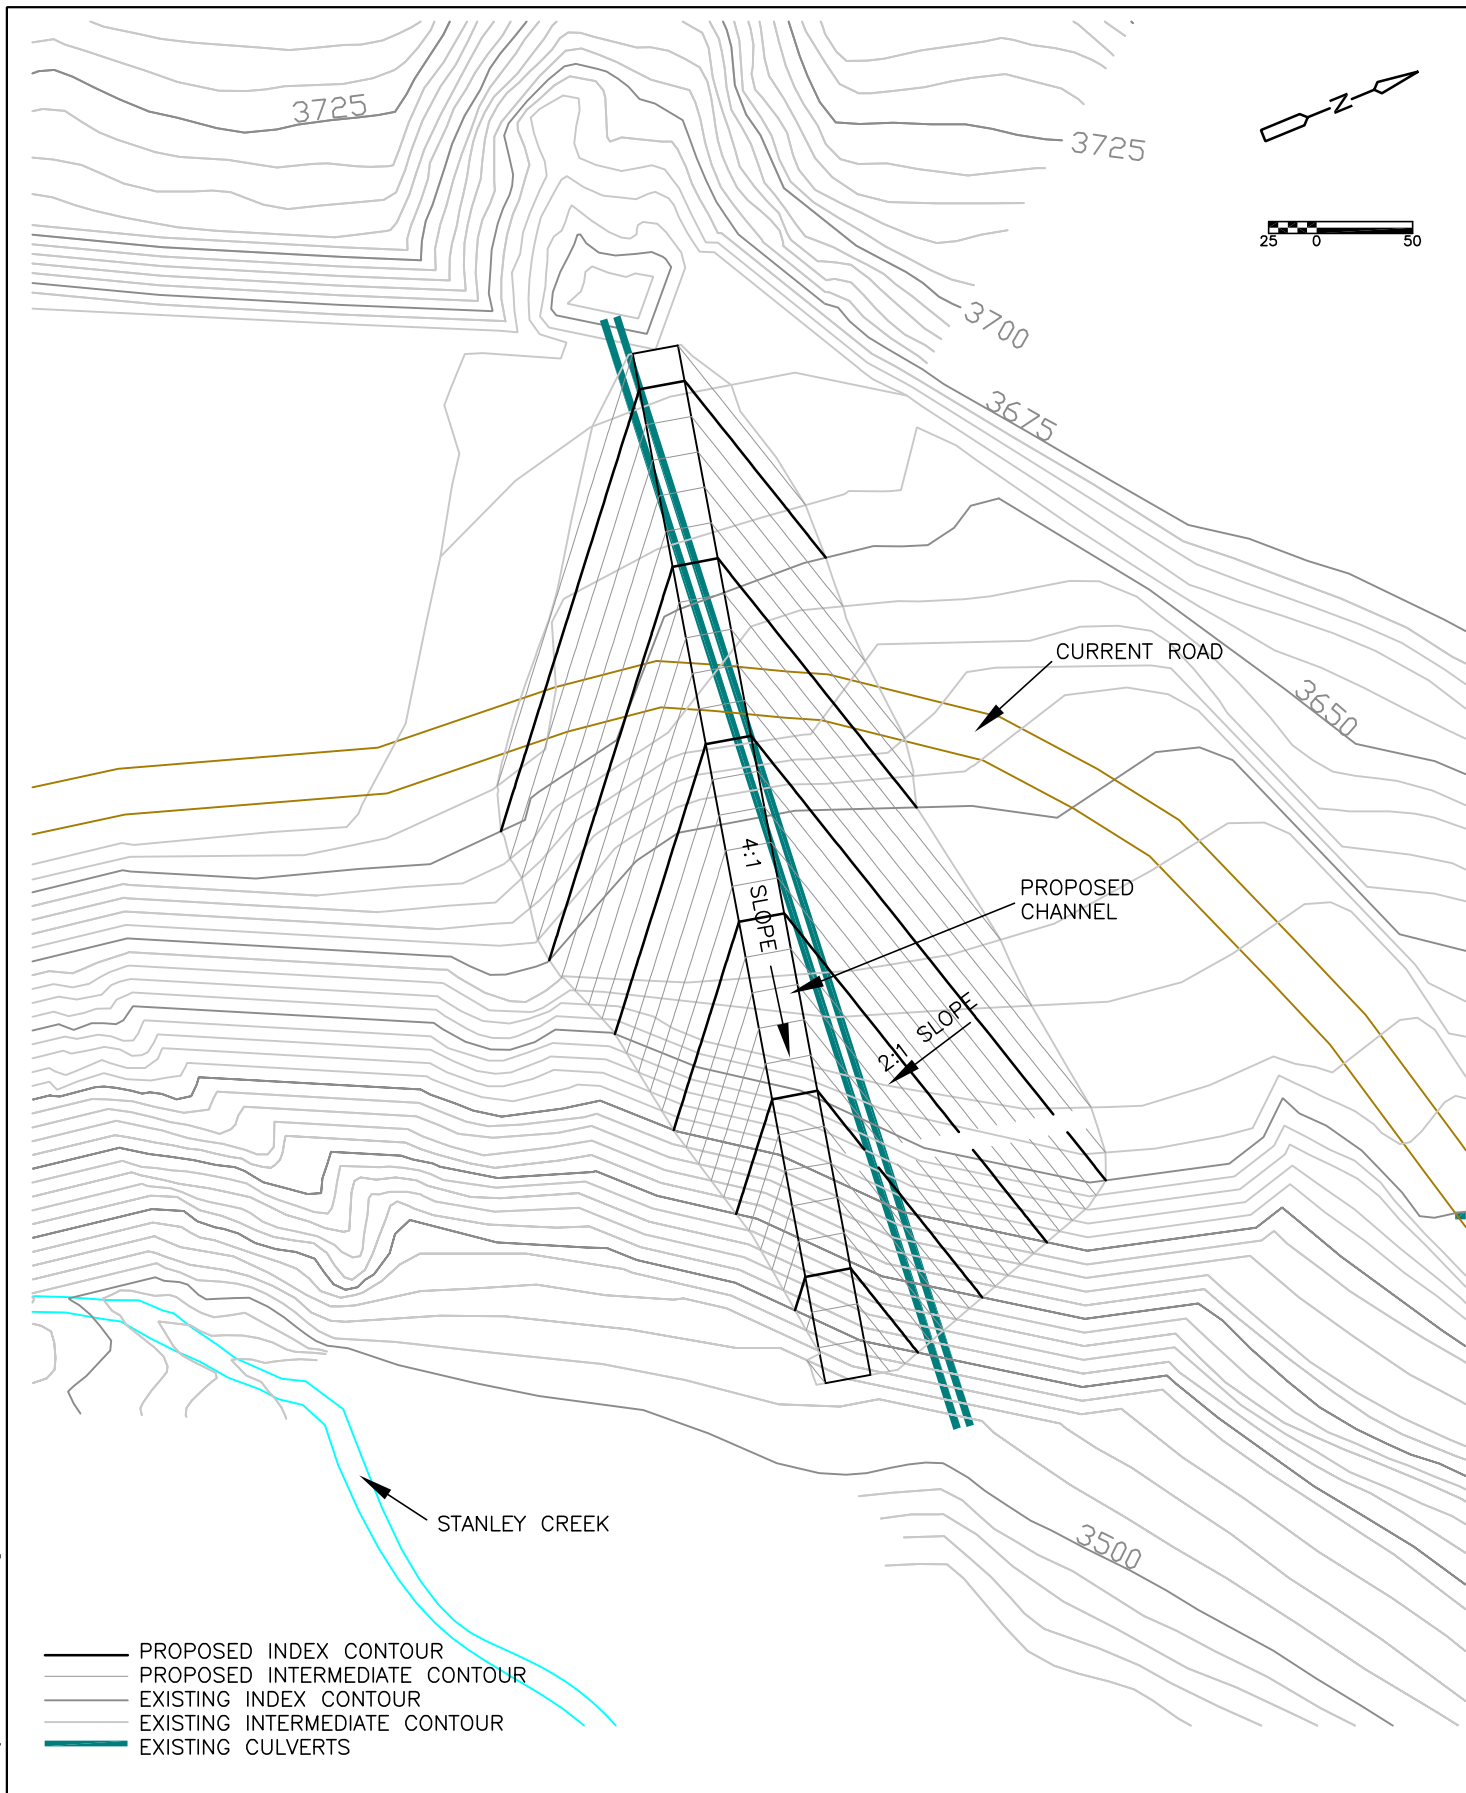 3725
3725
N
25 0 50
3700
3675
CURRENT ROAD
3650
4:1 SLOPE
PROPOSED
CHANNEL
2:1 SLOPE
STANLEY CREEK
3500
PROPOSED INDEX CONTOUR
PROPOSED INTERMEDIATE CONTOUR
EXISTING INDEX CONTOUR
EXISTING INTERMEDIATE CONTOUR
EXISTING CULVERTS